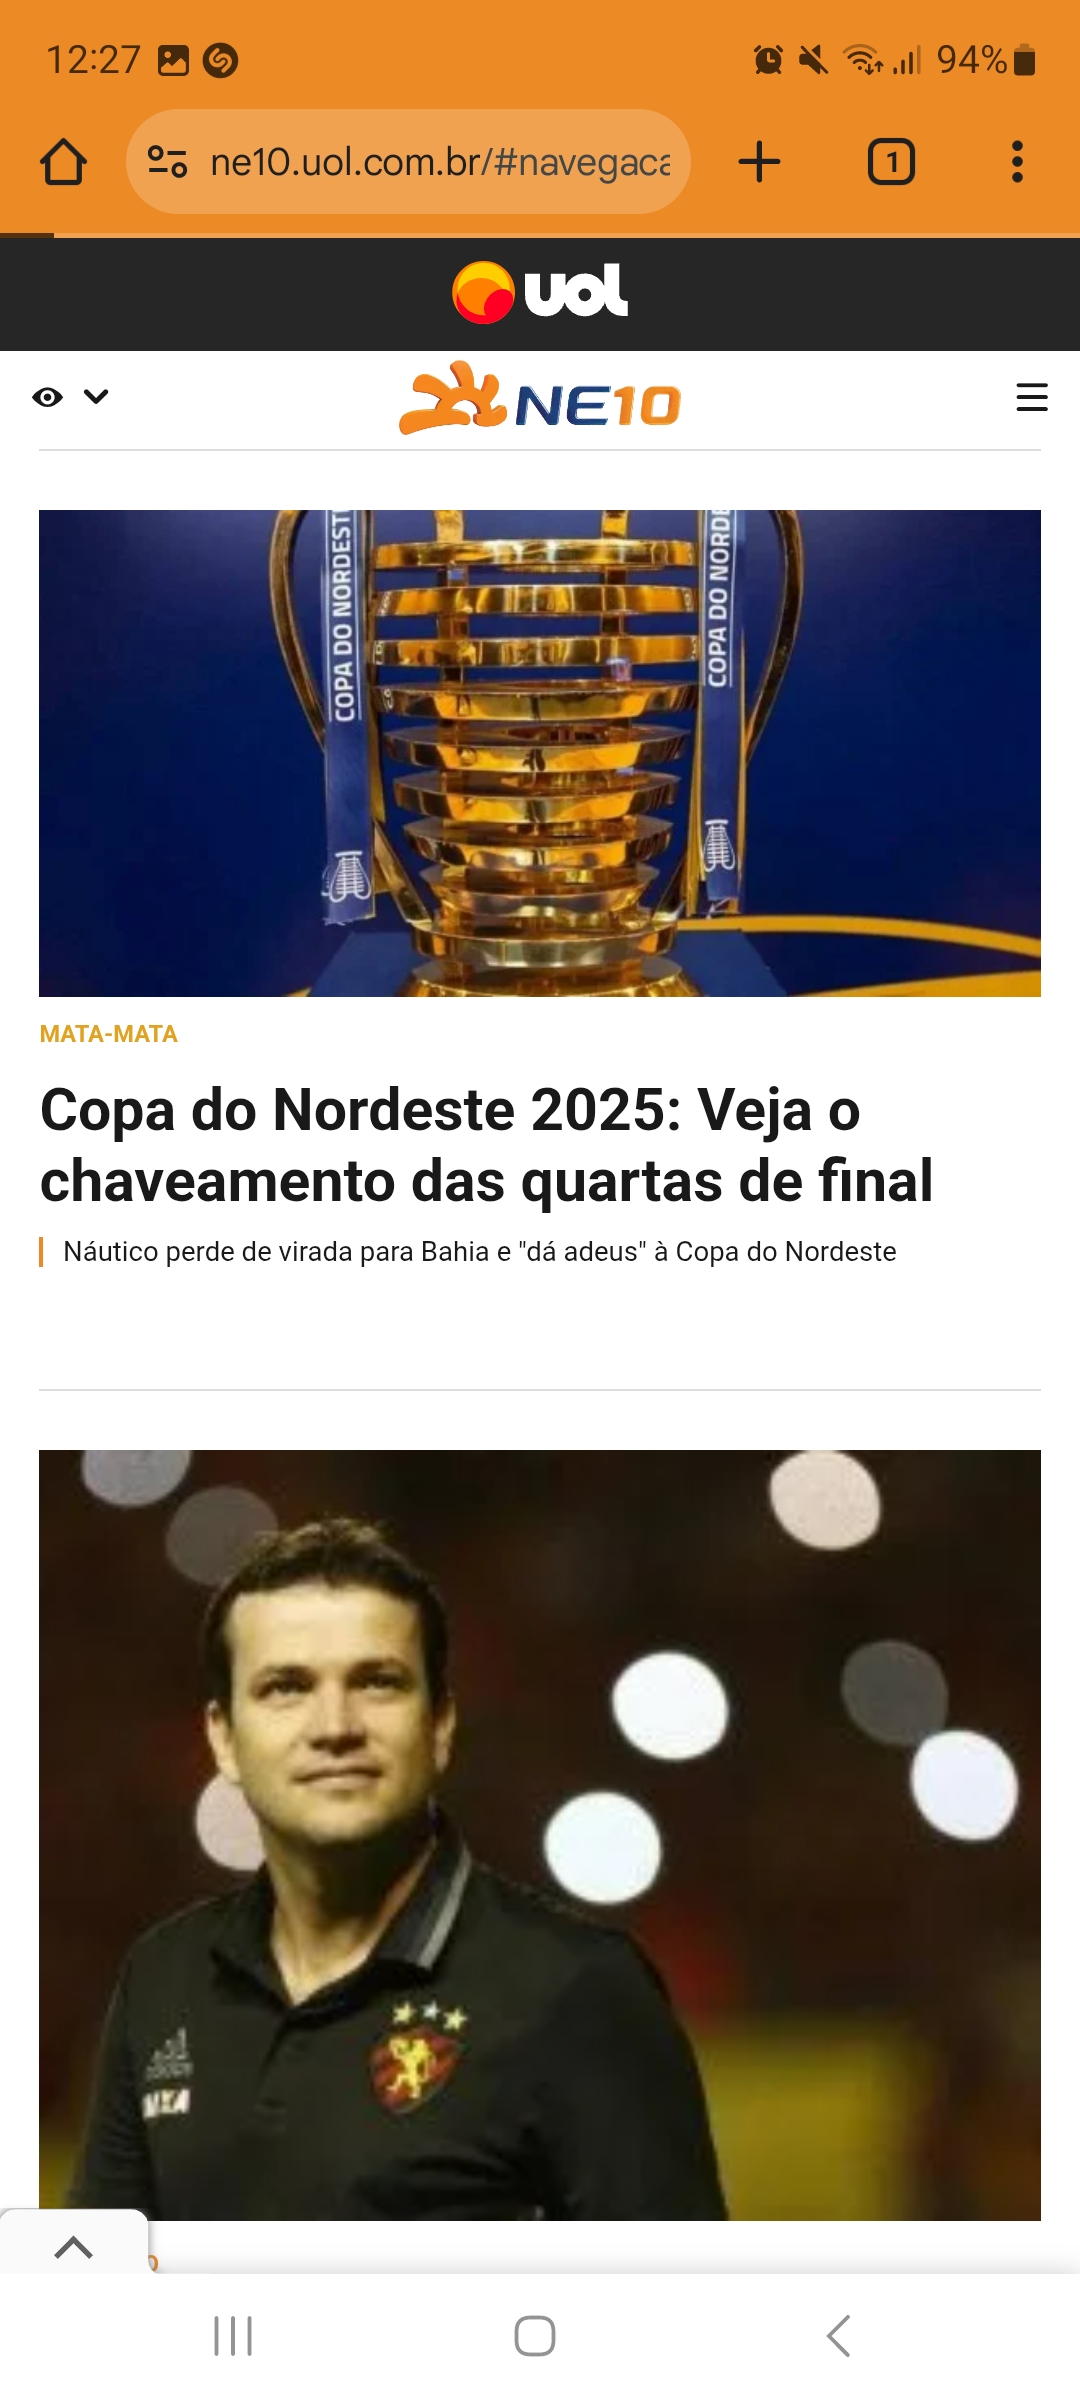 12:27
94%
ne10.uol.com.br/#navegaca
1
uol
NE10
COPA DO NORDEST
COPA DO NORDE
MATA-MATA
Copa do Nordeste 2025: Veja o
chaveamento das quartas de final
Náutico perde de virada para Bahia e "dá adeus" à Copa do Nordeste